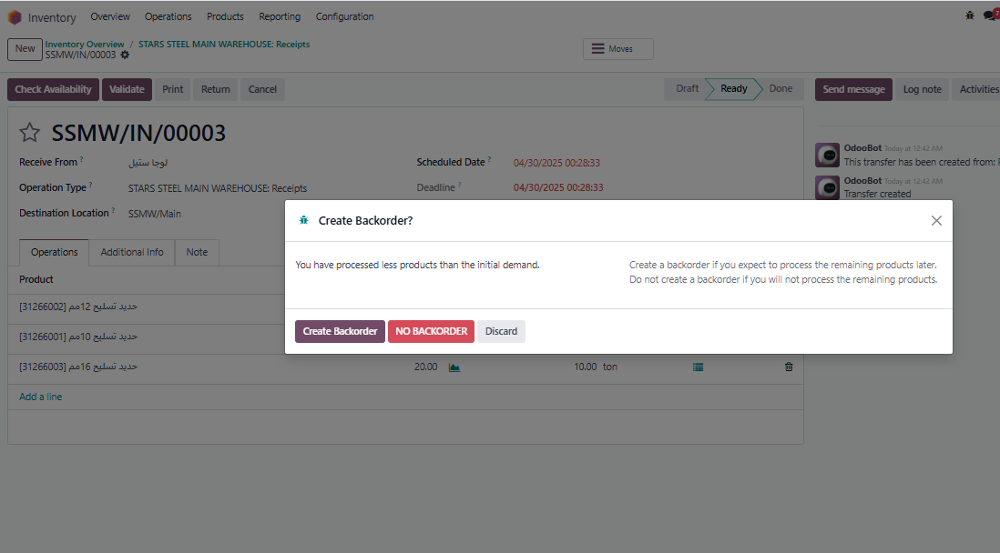 Inventory Overview Operations Products Reporting Configuration
7
New
Inventory Overview / STARS STEEL MAIN WAREHOUSE: Receipts
SSMW/IN/00003
Moves
Check Availability Validate Print Return Cancel
Draft Ready Done
Send message Log note Activities
SSMW/IN/00003
Receive From ? لوجا ستيل
Scheduled Date ? 04/30/2025 00:28:33
Operation Type ? STARS STEEL MAIN WAREHOUSE: Receipts
Deadline ? 04/30/2025 00:28:33
Destination Location ? SSMW/Main
OdooBot Today at 12:42 AM
This transfer has been created from:
OdooBot Today at 12:42 AM
Transfer created
Create Backorder?
You have processed less products than the initial demand.
Create a backorder if you expect to process the remaining products later.
Do not create a backorder if you will not process the remaining products.
Create Backorder NO BACKORDER Discard
Operations Additional Info Note
Product
[31266002] حديد تسليح 12مم
[31266001] حديد تسليح 10مم
[31266003] حديد تسليح 16مم 20.00 10.00 ton
Add a line